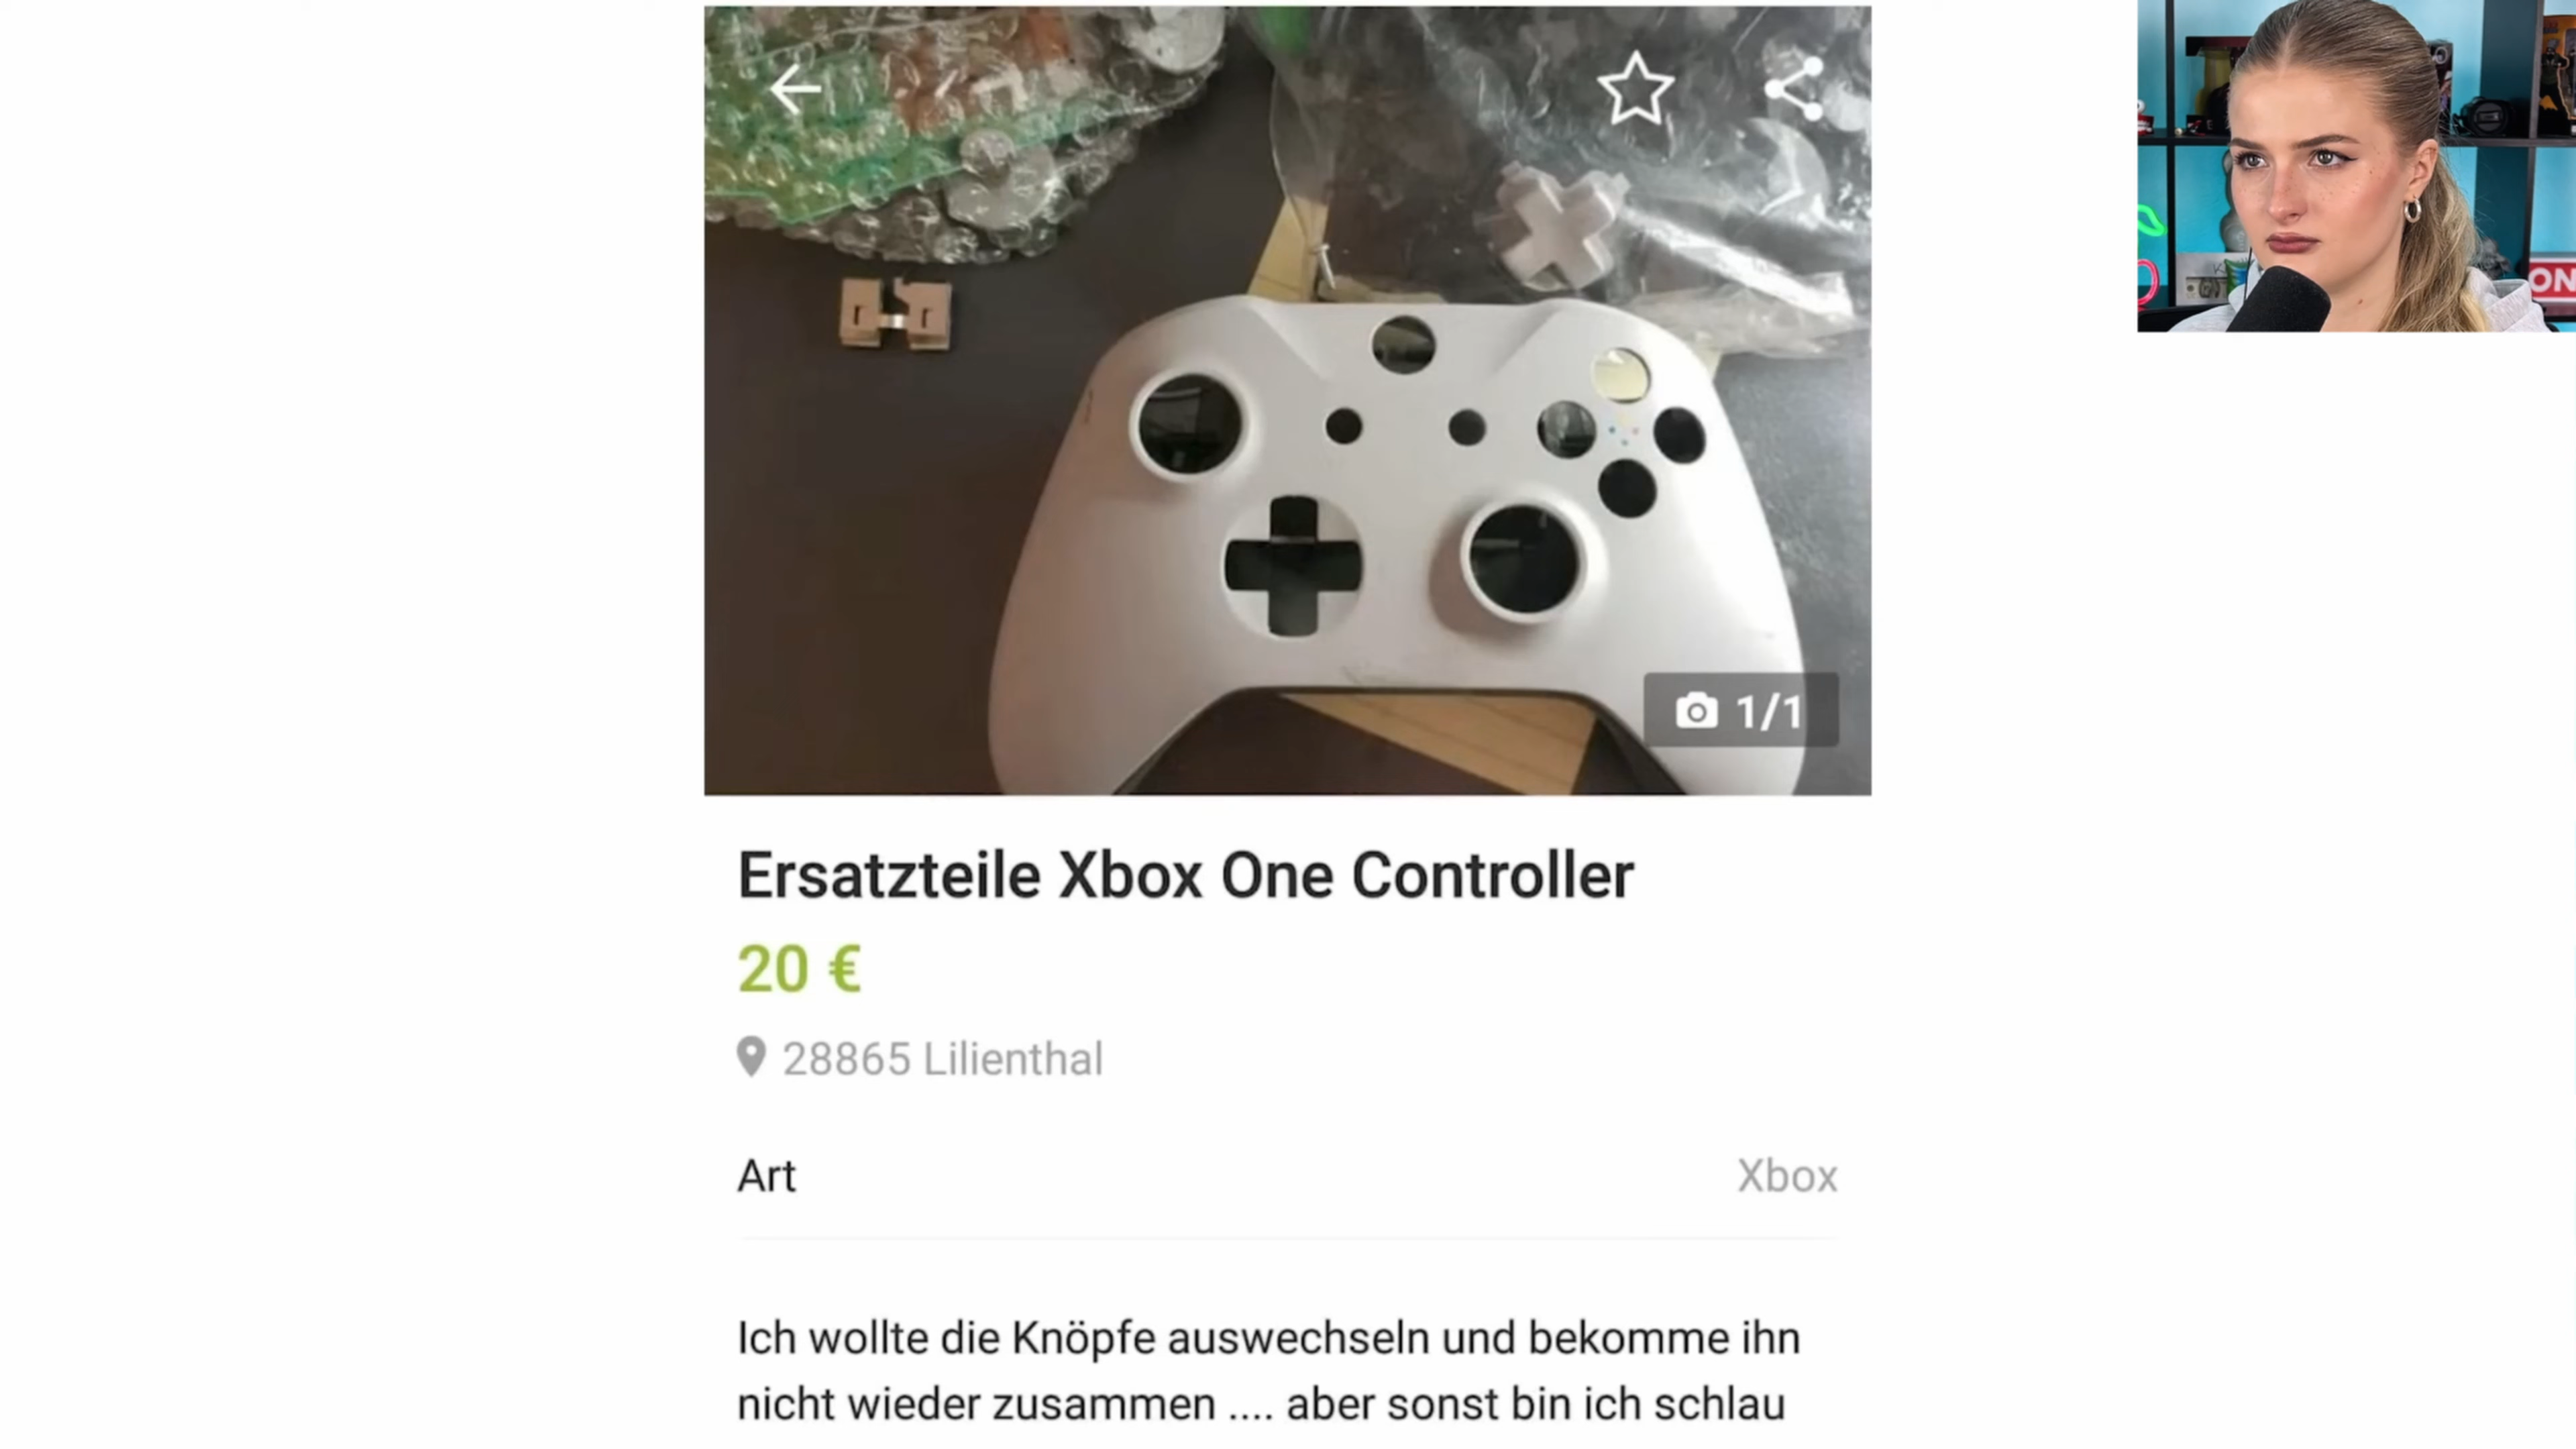 1/1
Ersatzteile Xbox One Controller
20 €
28865 Lilienthal
Art
Xbox
Ich wollte die Knöpfe auswechseln und bekomme ihn
nicht wieder zusammen .... aber sonst bin ich schlau
ON